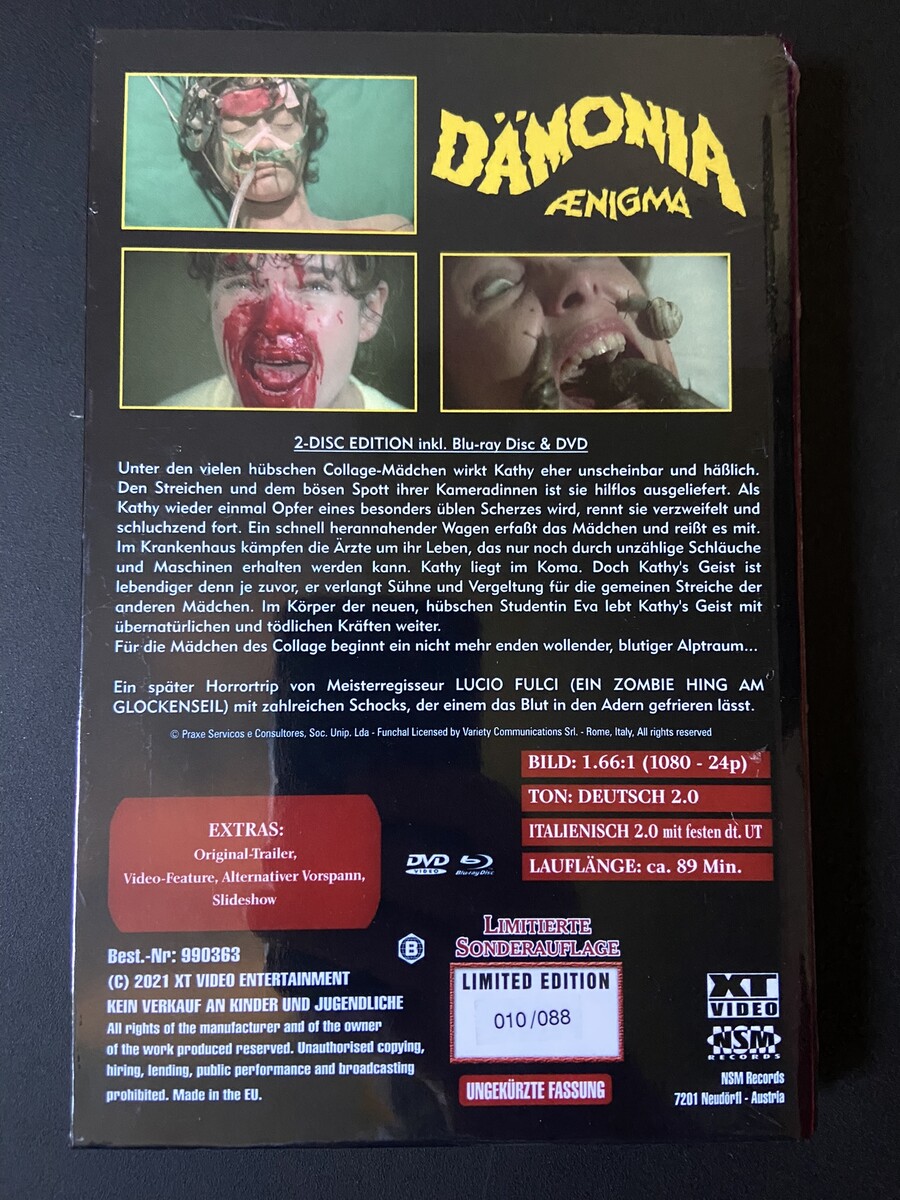 DÄMONIA
ÆNIGMA
2-DISC EDITION inkl. Blu-ray Disc & DVD
Unter den vielen hübschen Collage-Mädchen wirkt Kathy eher unscheinbar und häßlich.
Den Streichen und dem bösen Spott ihrer Kameradinnen ist sie hilflos ausgeliefert. Als
Kathy wieder einmal Opfer eines besonders üblen Scherzes wird, rennt sie verzweifelt und
schluchzend fort. Ein schnell herannahender Wagen erfaßt das Mädchen und reißt es mit.
Im Krankenhaus kämpfen die Ärzte um ihr Leben, das nur noch durch unzählige Schläuche
und Maschinen erhalten werden kann. Kathy liegt im Koma. Doch Kathy's Geist ist
lebendiger denn je zuvor, er verlangt Sühne und Vergeltung für die gemeinen Streiche der
anderen Mädchen. Im Körper der neuen, hübschen Studentin Eva lebt Kathy's Geist mit
übernatürlichen und tödlichen Kräften weiter.
Für die Mädchen des Collage beginnt ein nicht mehr enden wollender, blutiger Alptraum...
Ein später Horrortrip von Meisterregisseur LUCIO FULCI (EIN ZOMBIE HING AM
GLOCKENSEIL) mit zahlreichen Schocks, der einem das Blut in den Adern gefrieren lässt.
© Praxe Servicos e Consultores, Soc. Unip. Lda - Funchal Licensed by Variety Communications Srl. - Rome, Italy, All rights reserved
BILD: 1.66:1 (1080 - 24p)
TON: DEUTSCH 2.0
ITALIENISCH 2.0 mit festen dt. UT
LAUFLÄNGE: ca. 89 Min.
EXTRAS:
Original-Trailer,
Video-Feature, Alternativer Vorspann,
Slideshow
DVD
VIDEO
Blu-ray Disc
Best.-Nr: 990363
B
(C) 2021 XT VIDEO ENTERTAINMENT
KEIN VERKAUF AN KINDER UND JUGENDLICHE
All rights of the manufacturer and of the owner
of the work produced reserved. Unauthorised copying,
hiring, lending, public performance and broadcasting
prohibited. Made in the EU.
LIMITIERTE
SONDERAUFLAGE
LIMITED EDITION
010/088
UNGEKÜRZTE FASSUNG
XT
VIDEO
NSM
RECORDS
NSM Records
7201 Neudörfl - Austria